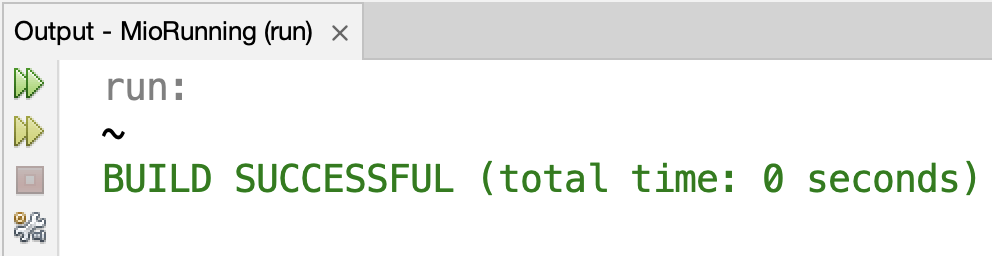 Output - MioRunning (run) ×
run:
~
BUILD SUCCESSFUL (total time: 0 seconds)